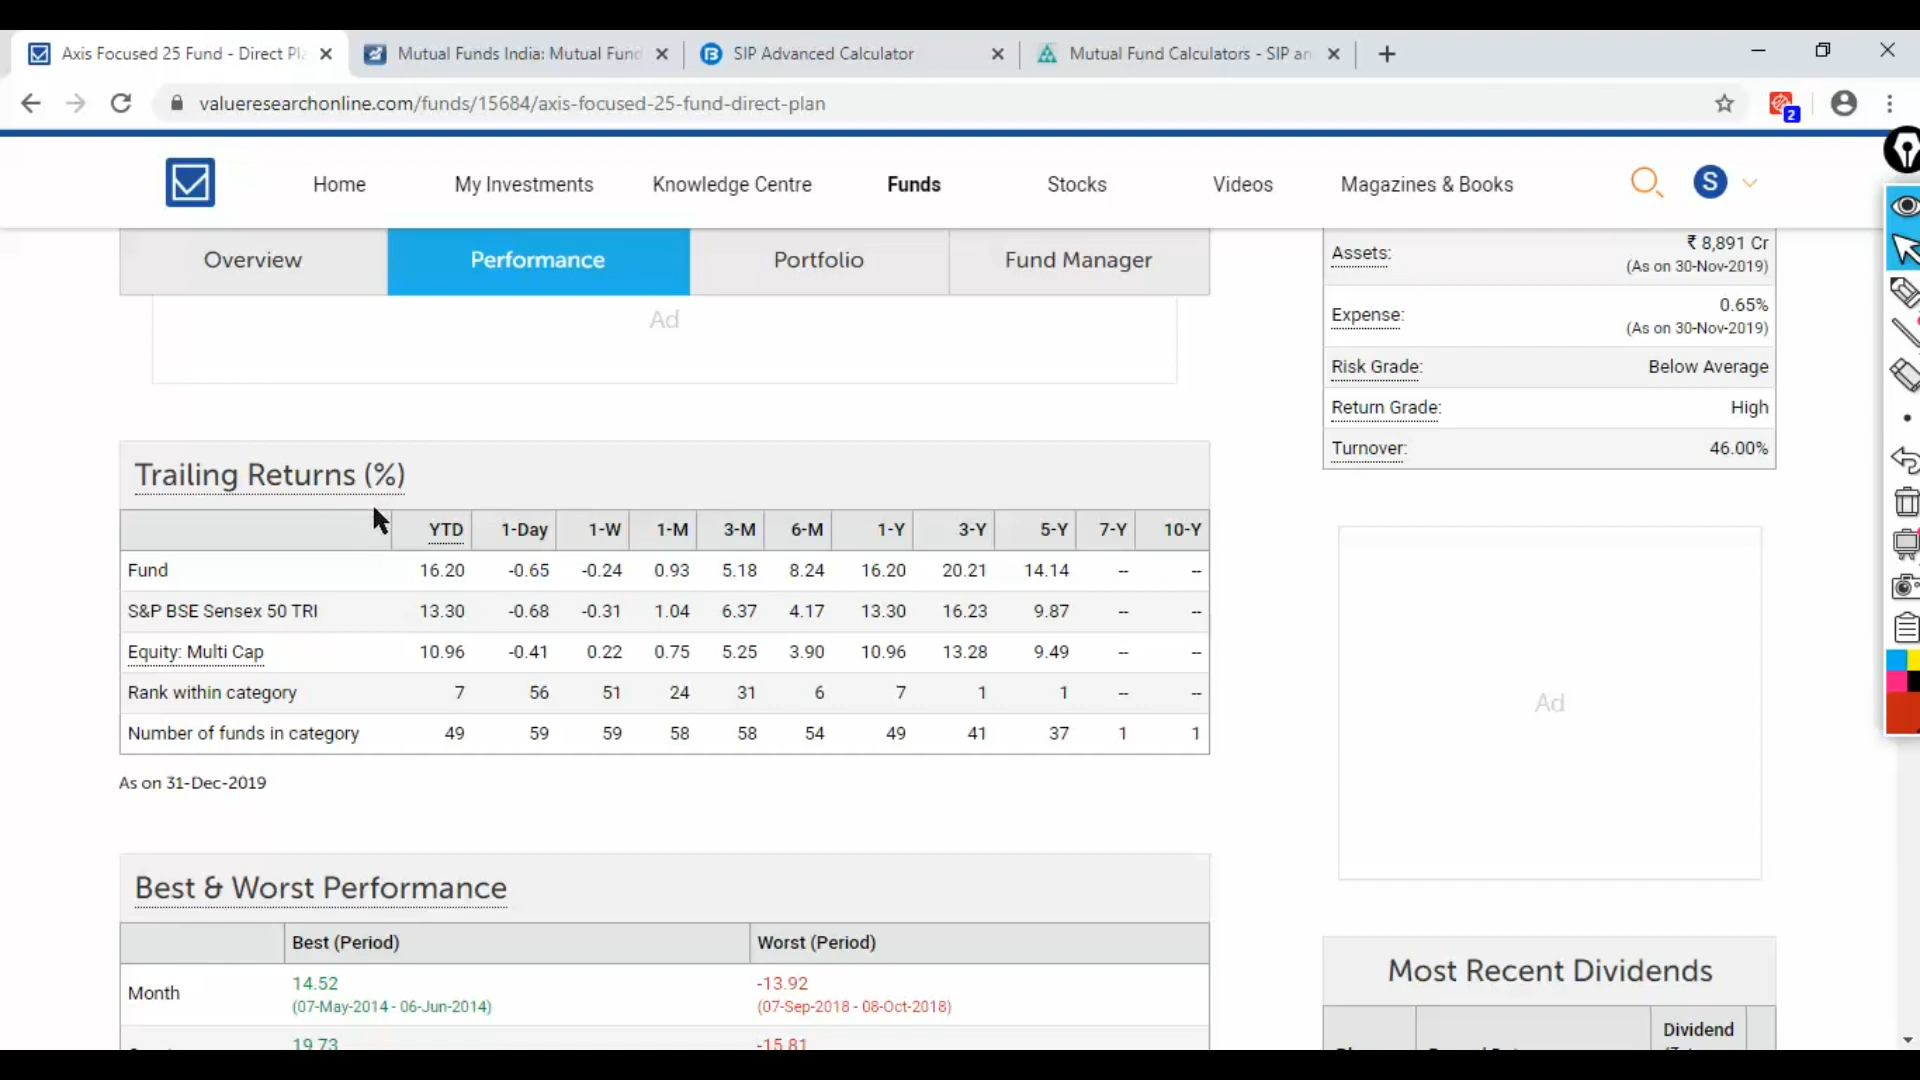 Axis Focused 25 Fund - Direct Pla
Mutual Funds India: Mutual Fund
SIP Advanced Calculator
Mutual Fund Calculators - SIP an
valueresearchonline.com/funds/15684/axis-focused-25-fund-direct-plan
2
Home My Investments Knowledge Centre Funds Stocks Videos Magazines & Books S
Overview Performance Portfolio Fund Manager
Ad
Assets: ₹ 8,891 Cr
(As on 30-Nov-2019)
Expense: 0.65%
(As on 30-Nov-2019)
Risk Grade: Below Average
Return Grade: High
Turnover: 46.00%
Trailing Returns (%)
YTD 1-Day 1-W 1-M 3-M 6-M 1-Y 3-Y 5-Y 7-Y 10-Y
Fund 16.20 -0.65 -0.24 0.93 5.18 8.24 16.20 20.21 14.14 -- --
S&P BSE Sensex 50 TRI 13.30 -0.68 -0.31 1.04 6.37 4.17 13.30 16.23 9.87 -- --
Equity: Multi Cap 10.96 -0.41 0.22 0.75 5.25 3.90 10.96 13.28 9.49 -- --
Rank within category 7 56 51 24 31 6 7 1 1 -- --
Number of funds in category 49 59 59 58 58 54 49 41 37 1 1
As on 31-Dec-2019
Ad
Best & Worst Performance
Best (Period) Worst (Period)
Month 14.52 -13.92
(07-May-2014 - 06-Jun-2014) (07-Sep-2018 - 08-Oct-2018)
19.73 -15.81
Most Recent Dividends
Dividend